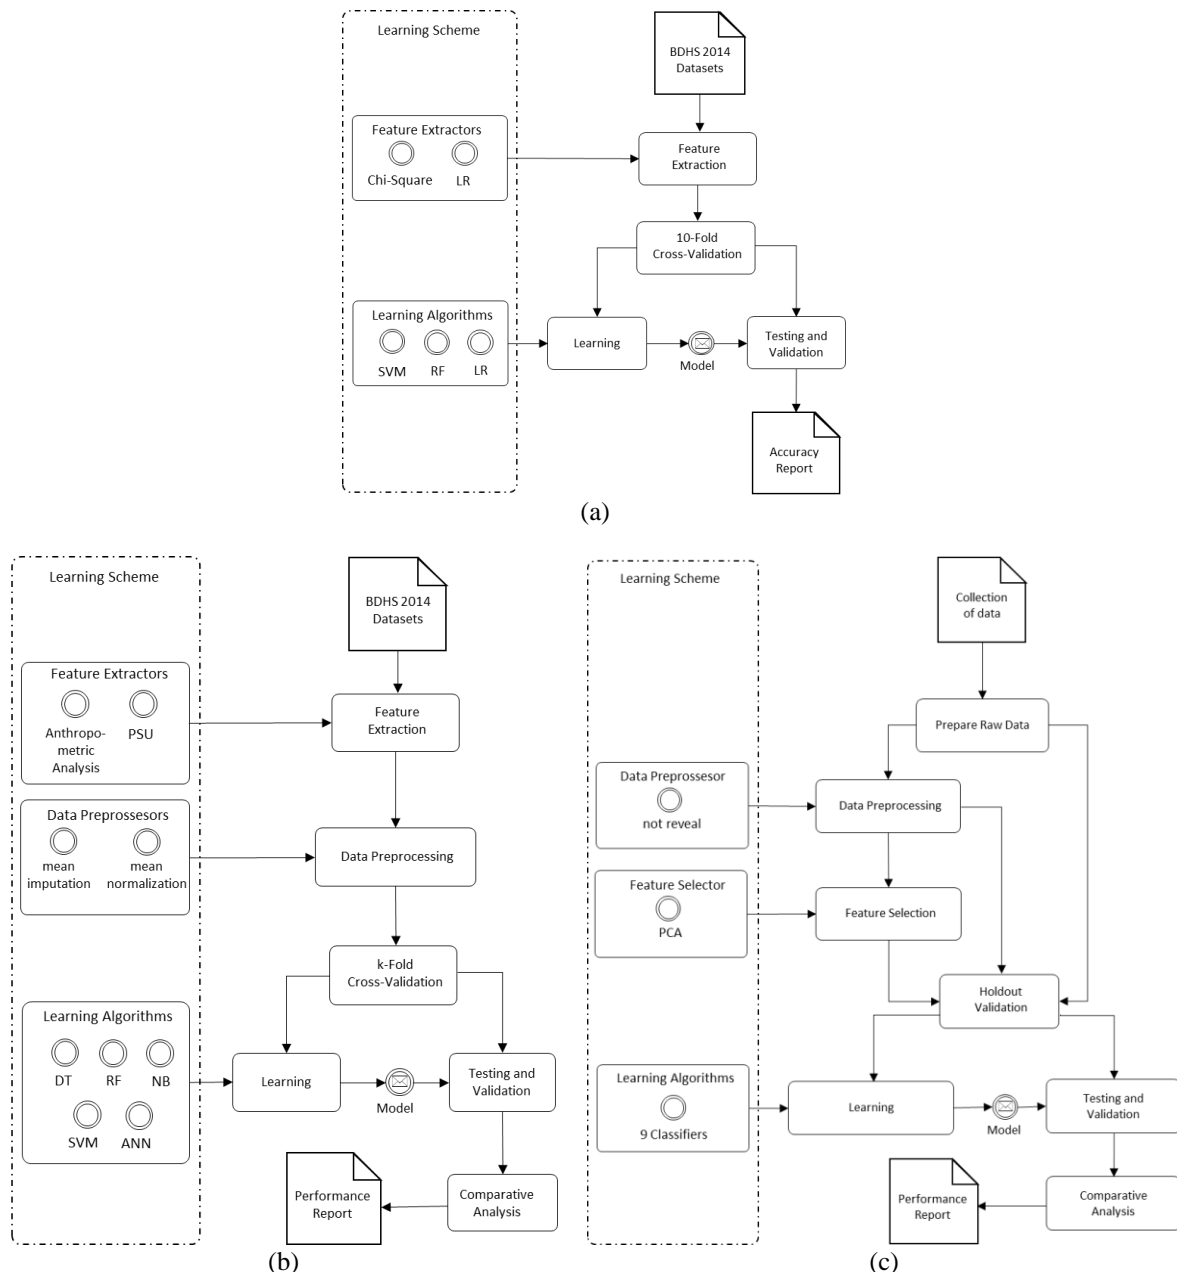 Learning Scheme
BDHS 2014
Datasets
Feature Extractors
Chi-Square
LR
Feature
Extraction
10-Fold
Cross-Validation
Learning Algorithms
SVM
RF
LR
Learning
Model
Testing and
Validation
Accuracy
Report
(a)
Learning Scheme
BDHS 2014
Datasets
Feature Extractors
Anthropo-
metric
Analysis
PSU
Feature
Extraction
Data Preprossesors
mean
imputation
mean
normalization
Data Preprocessing
k-Fold
Cross-Validation
Learning Algorithms
DT
RF
NB
SVM
ANN
Learning
Model
Testing and
Validation
Performance
Report
Comparative
Analysis
(b)
Learning Scheme
Collection
of data
Prepare Raw Data
Data Preprossesor
not reveal
Data Preprocessing
Feature Selector
PCA
Feature Selection
Holdout
Validation
Learning Algorithms
9 Classifiers
Learning
Model
Testing and
Validation
Performance
Report
Comparative
Analysis
(c)